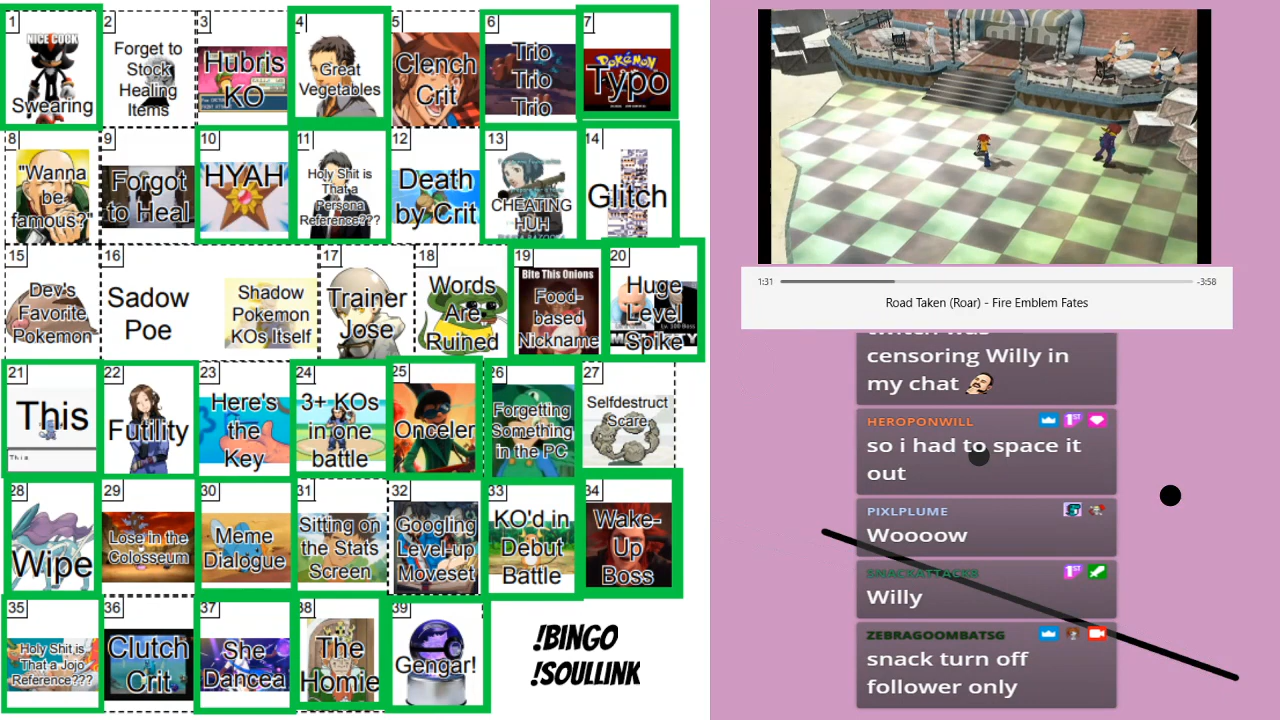 1
NICE COCK
Swearing
2
Forget to
Stock
Healing
Items
3
Hubris
KO
4
Great
Vegetables
5
Clench
Crit
6
Trio
Trio
Trio
7
POKéMON
Typo
8
"Wanna
be
famous?"
9
Forgot
to Heal
10
HYAH
11
Holy Shit is
That a
Persona
Reference???
12
Death
by Crit
13
CHEATING
HUH
14
Glitch
15
Dev's
Favorite
Pokemon
16
Sadow
Poe
Shadow
Pokemon
KOs Itself
17
Trainer
Jose
18
Words
Are
Ruined
19
Bite This Onions
Food-
based
Nickname
20
Huge
Level
Spike
21
This
This
22
Futility
23
Here's
the
Key
24
3+ KOs
in one
battle
25
Onceler
26
Forgetting
Something
in the PC
27
Selfdestruct
Scare
28
Wipe
29
Lose in the
Colosseum
30
Meme
Dialogue
31
Sitting on
the Stats
Screen
32
Googling
Level-up
Moveset
33
KO'd in
Debut
Battle
34
Wake-
Up
Boss
35
Holy Shit is
That a Jojo
Reference???
36
Clutch
Crit
37
She
Dancea
38
The
Homie
39
Gengar!
!BINGO
!SOULLINK
1:31
-3:58
Road Taken (Roar) - Fire Emblem Fates
twitch was
censoring Willy in
my chat
HEROPONWILL
so i had to space it
out
PIXLPLUME
Woooow
SNACKATTACK8
Willy
ZEBRAGOOMBATSG
snack turn off
follower only